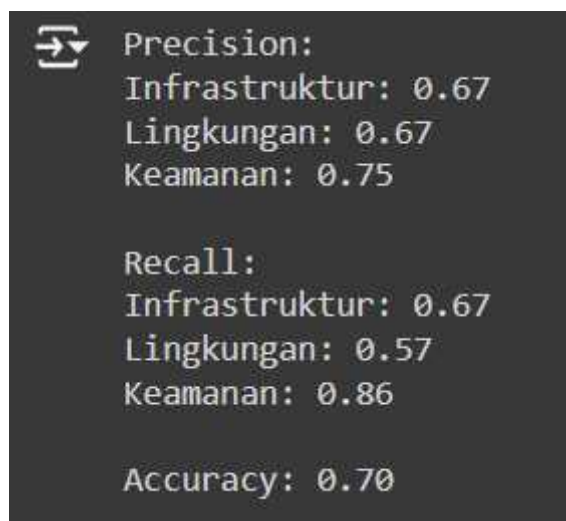 Precision:
Infrastruktur: 0.67
Lingkungan: 0.67
Keamanan: 0.75
Recall:
Infrastruktur: 0.67
Lingkungan: 0.57
Keamanan: 0.86
Accuracy: 0.70